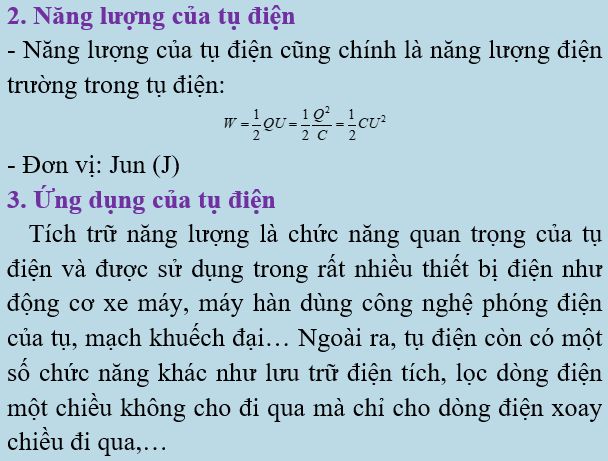 2. Năng lượng của tụ điện
- Năng lượng của tụ điện cũng chính là năng lượng điện
trường trong tụ điện:
W = \frac{1}{2}QU = \frac{1}{2}\frac{Q^2}{C} = \frac{1}{2}CU^2
- Đơn vị: Jun (J)
3. Ứng dụng của tụ điện
Tích trữ năng lượng là chức năng quan trọng của tụ
điện và được sử dụng trong rất nhiều thiết bị điện như
động cơ xe máy, máy hàn dùng công nghệ phóng điện
của tụ, mạch khuếch đại… Ngoài ra, tụ điện còn có một
số chức năng khác như lưu trữ điện tích, lọc dòng điện
một chiều không cho đi qua mà chỉ cho dòng điện xoay
chiều đi qua,…